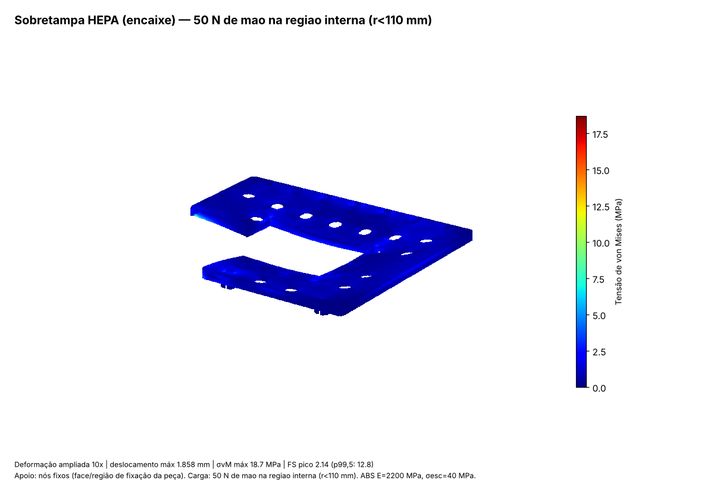 Sobretampa HEPA (encaixe) — 50 N de mao na regiao interna (r<110 mm)
17.5
15.0
12.5
10.0
7.5
5.0
2.5
0.0
Tensão de von Mises (MPa)
Deformação ampliada 10x | deslocamento máx 1.858 mm | σvM máx 18.7 MPa | FS pico 2.14 (p99,5: 12.8)
Apoio: nós fixos (face/região de fixação da peça). Carga: 50 N de mao na regiao interna (r<110 mm). ABS E=2200 MPa, σesc=40 MPa.